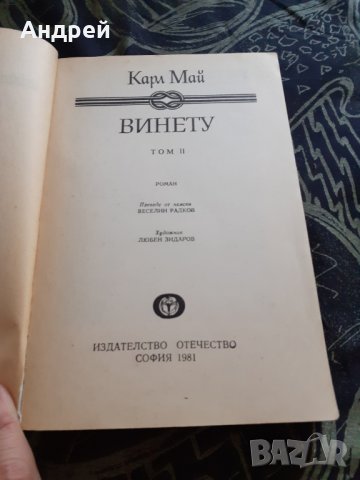 Андрей
Карл Май
ВИНЕТУ
ТОМ II
РОМАН
Преведе от немски
ВЕСЕЛИН РАДКОВ
Художник
ЛЮБЕН ЗИДАРОВ
ИЗДАТЕЛСТВО ОТЕЧЕСТВО
СОФИЯ 1981
BAZAR